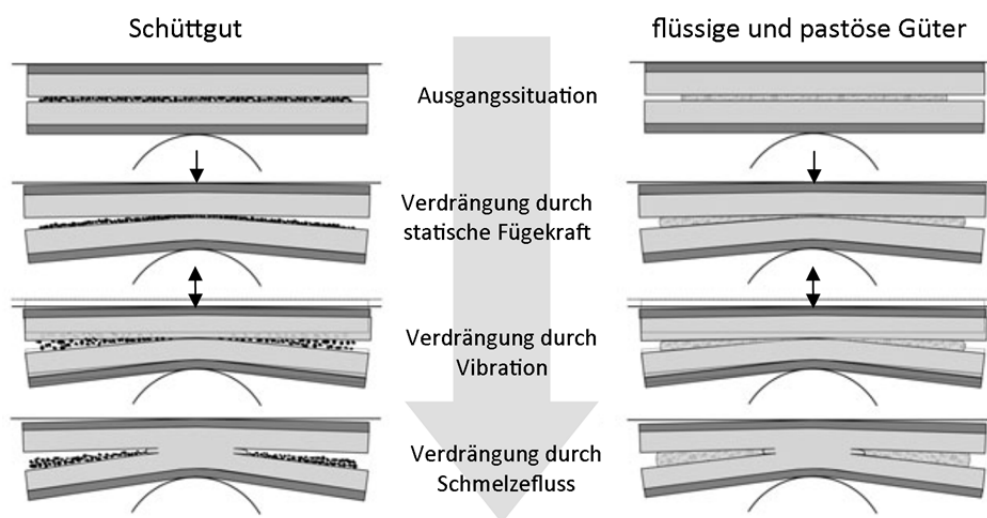 Schüttgut
flüssige und pastöse Güter
Ausgangssituation
Verdrängung durch
statische Fügekraft
Verdrängung durch
Vibration
Verdrängung durch
Schmelzefluss